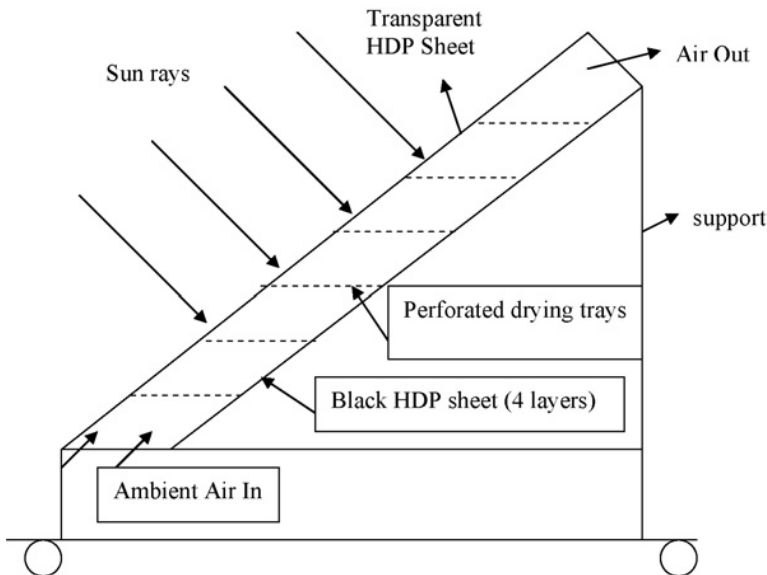 Transparent
HDP Sheet
Air Out
Sun rays
support
Perforated drying trays
Black HDP sheet (4 layers)
Ambient Air In